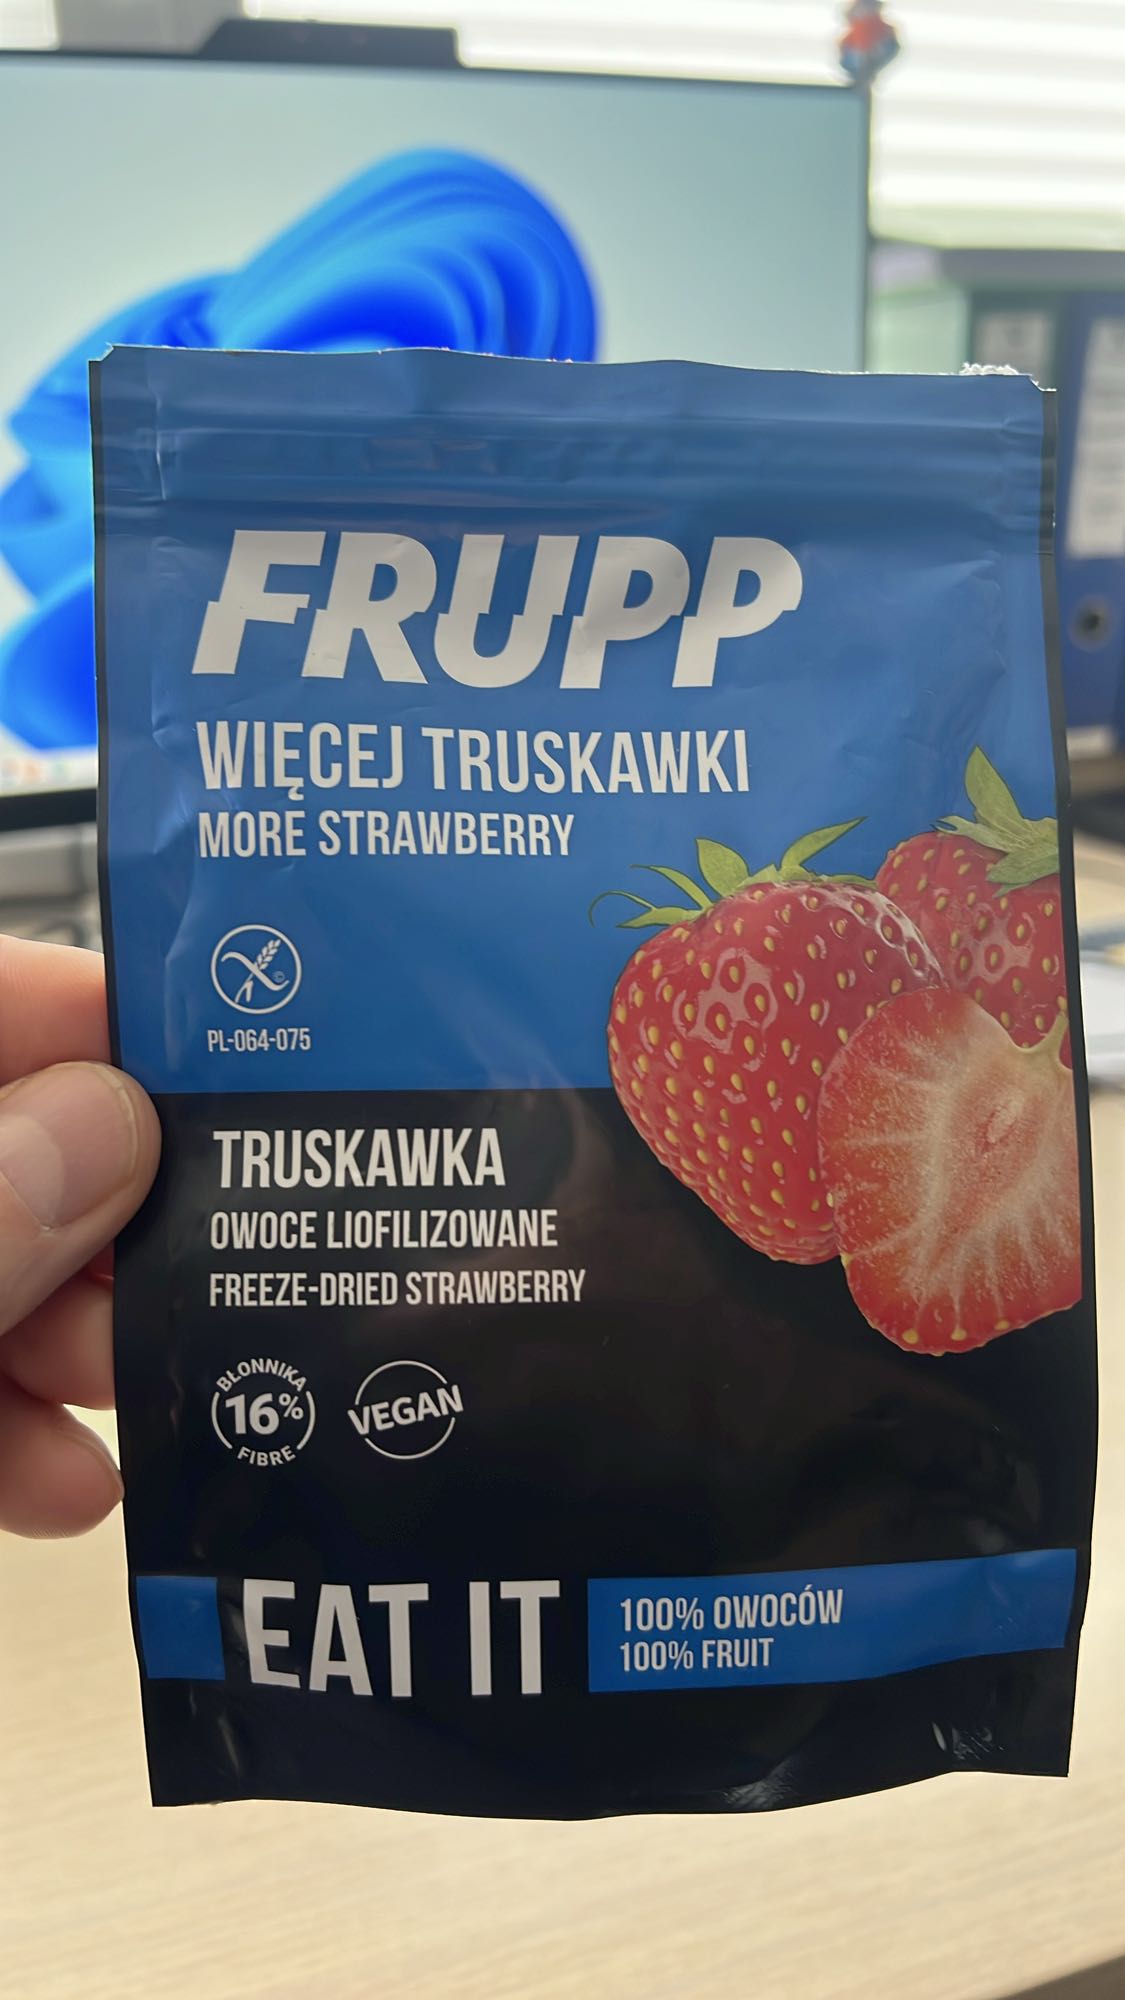 FRUPP
WIĘCEJ TRUSKAWKI
MORE STRAWBERRY
PL-064-075
TRUSKAWKA
OWOCE LIOFILIZOWANE
FREEZE-DRIED STRAWBERRY
BŁONNIKA
16%
FIBRE
VEGAN
EAT IT
100% OWOCÓW
100% FRUIT